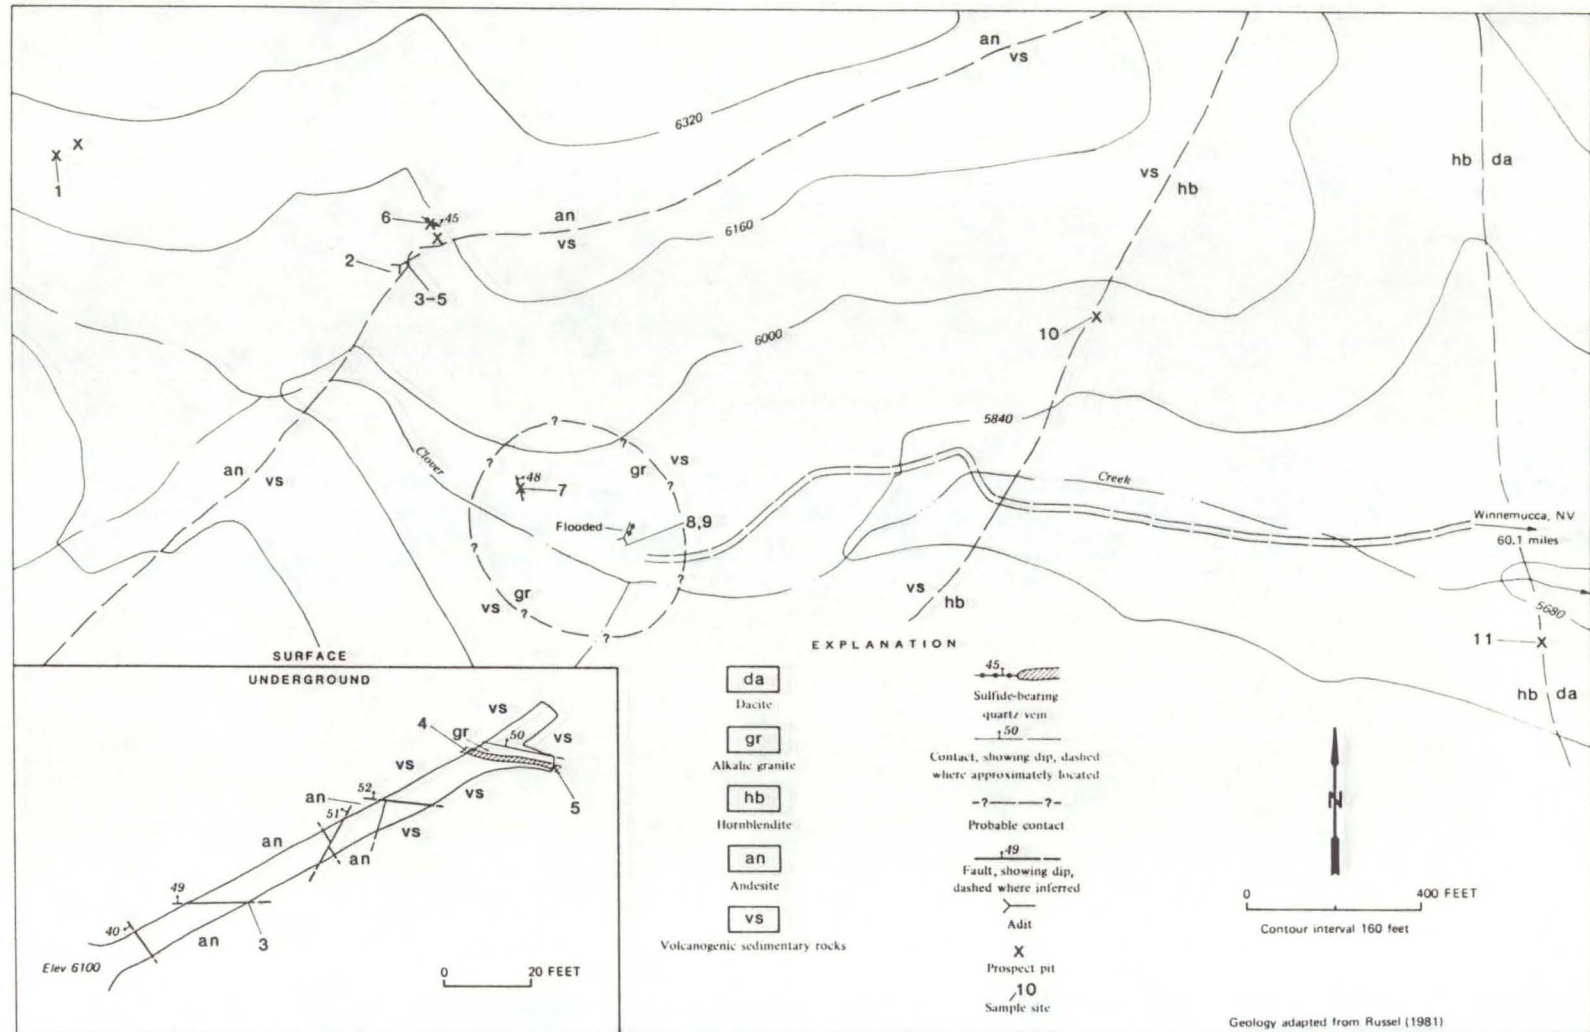 an
vs
6320
X X
1
hb da
vs
hb
6 X 45
X
an
vs
6160
2
3-5
10 X
6000
5840
an
vs
Clover
gr
vs
48
X 7
Flooded
8,9
Creek
Winnemucca, NV
60.1 miles
gr
vs
vs
hb
5680
11 X
hb da
SURFACE
UNDERGROUND
vs
4
gr
50
vs
vs
vs
5
52
an
51
vs
an
an
49
40
an
3
Elev 6100
0 20 FEET
EXPLANATION
da
Dacite
gr
Alkalic granite
hb
Hornblendite
an
Andesite
vs
Volcanogenic sedimentary rocks
45
Sulfide-bearing
quartz vein
50
Contact, showing dip, dashed
where approximately located
-?- -?-
Probable contact
49
Fault, showing dip,
dashed where inferred
Adit
X
Prospect pit
10
Sample site
N
0 400 FEET
Contour interval 160 feet
Geology adapted from Russel (1981)